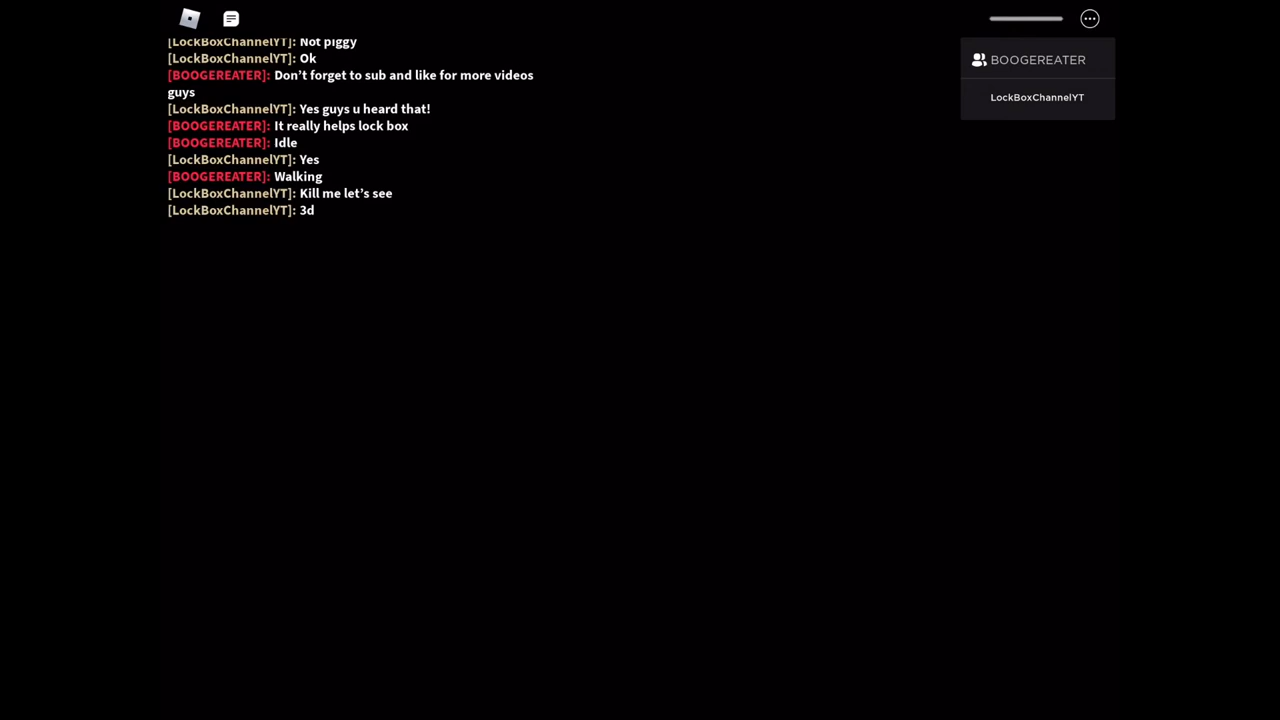 [LockBoxChannelYT]: Not piggy
[LockBoxChannelYT]: Ok
[BOOGEREATER]: Don’t forget to sub and like for more videos
guys
[LockBoxChannelYT]: Yes guys u heard that!
[BOOGEREATER]: It really helps lock box
[BOOGEREATER]: Idle
[LockBoxChannelYT]: Yes
[BOOGEREATER]: Walking
[LockBoxChannelYT]: Kill me let’s see
[LockBoxChannelYT]: 3d
BOOGEREATER
LockBoxChannelYT